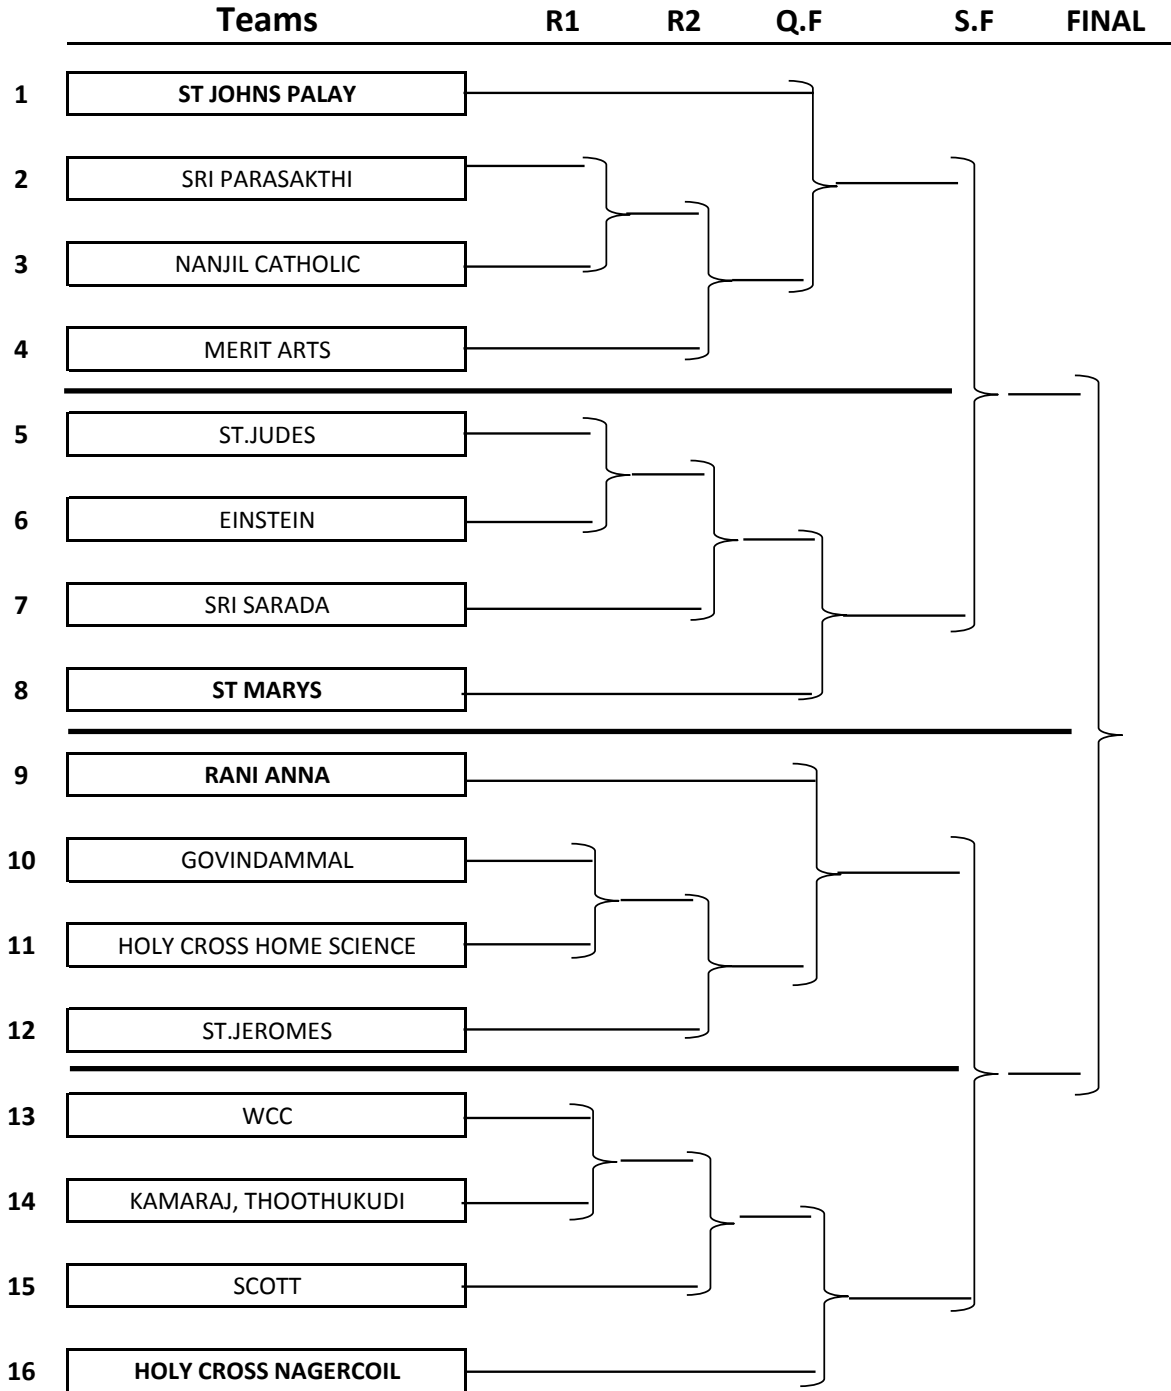 Teams R1 R2 Q.F S.F FINAL
1 ST JOHNS PALAY
2 SRI PARASAKTHI
3 NANJIL CATHOLIC
4 MERIT ARTS
5 ST.JUDES
6 EINSTEIN
7 SRI SARADA
8 ST MARYS
9 RANI ANNA
10 GOVINDAMMAL
11 HOLY CROSS HOME SCIENCE
12 ST.JEROMES
13 WCC
14 KAMARAJ, THOOTHUKUDI
15 SCOTT
16 HOLY CROSS NAGERCOIL